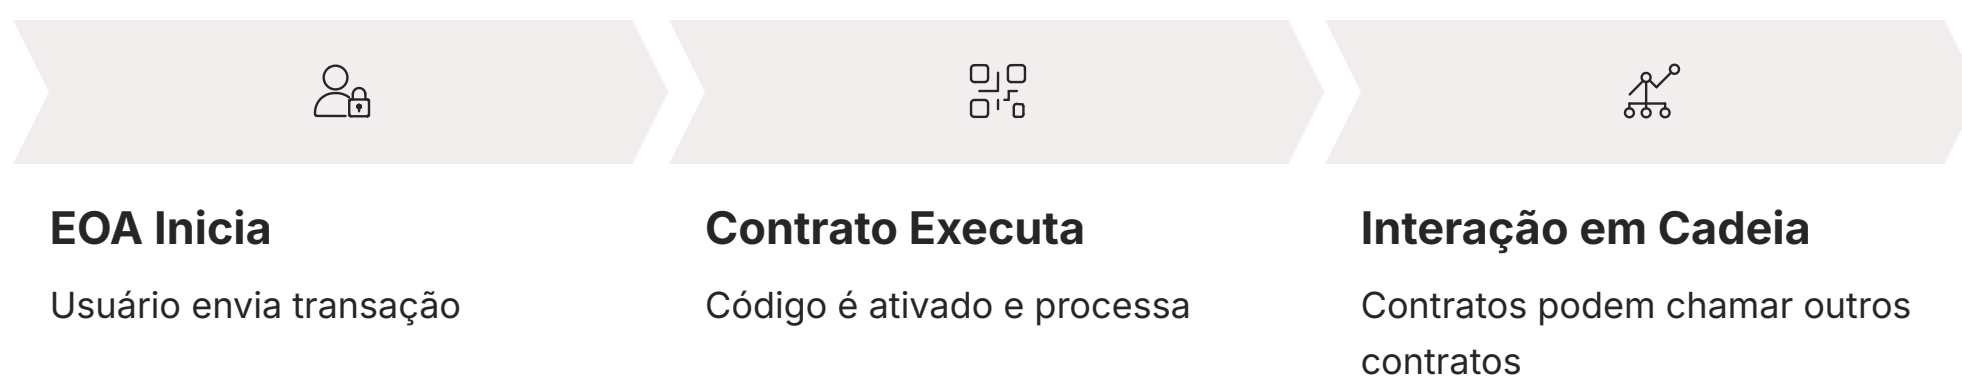 EOA Inicia
Usuário envia transação
Contrato Executa
Código é ativado e processa
Interação em Cadeia
Contratos podem chamar outros
contratos